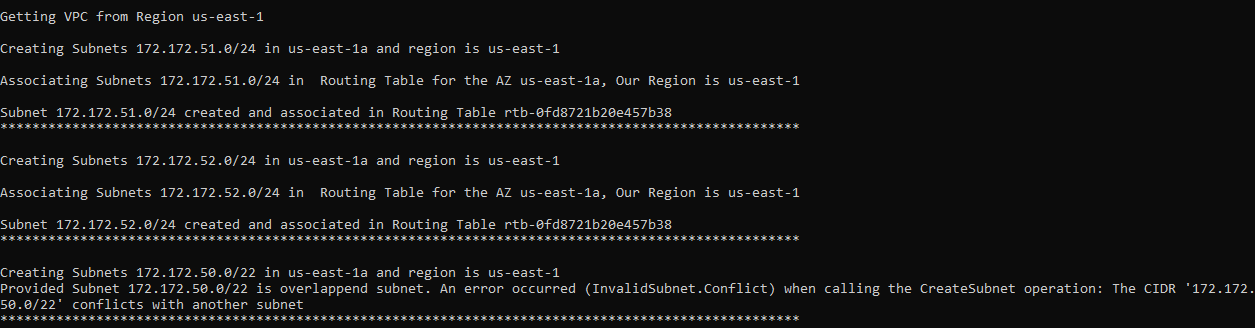 Getting VPC from Region us-east-1
Creating Subnets 172.172.51.0/24 in us-east-1a and region is us-east-1
Associating Subnets 172.172.51.0/24 in  Routing Table for the AZ us-east-1a, Our Region is us-east-1
Subnet 172.172.51.0/24 created and associated in Routing Table rtb-0fd8721b20e457b38
****************************************************************************************************
Creating Subnets 172.172.52.0/24 in us-east-1a and region is us-east-1
Associating Subnets 172.172.52.0/24 in  Routing Table for the AZ us-east-1a, Our Region is us-east-1
Subnet 172.172.52.0/24 created and associated in Routing Table rtb-0fd8721b20e457b38
****************************************************************************************************
Creating Subnets 172.172.50.0/22 in us-east-1a and region is us-east-1
Provided Subnet 172.172.50.0/22 is overlappend subnet. An error occurred (InvalidSubnet.Conflict) when calling the CreateSubnet operation: The CIDR '172.172.
50.0/22' conflicts with another subnet
****************************************************************************************************